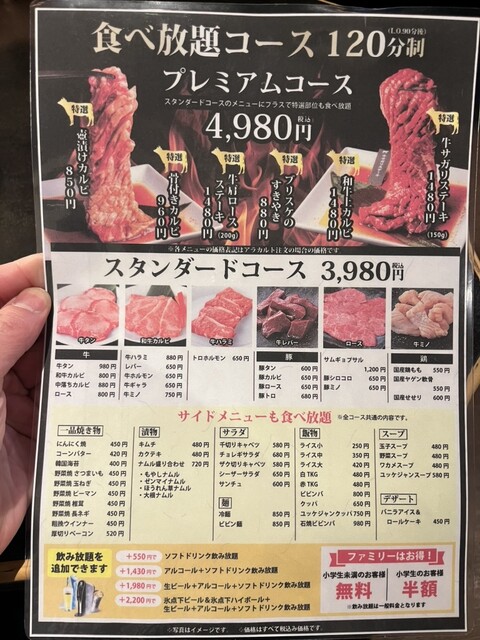 食べ放題コース 120分制
(L.O.90分後)
プレミアムコース
スタンダードコースのメニューにプラスで特選部位も食べ放題
4,980円 税込
特選 壺漬けカルビ 850円
特選 骨付きカルビ 960円
特選 牛肩ロースステーキ 1480円 (200g)
特選 ブリスケのすきやき 880円
特選 和牛上カルビ 1480円
特選 牛サガリステーキ 1480円 (150g)
※各メニューの価格表記はアラカルト注文の場合の価格です
スタンダードコース 3,980円 税込
牛タン
和牛カルビ
牛ハラミ
牛レバー
ロース
牛ミノ
牛
牛タン 980円
和牛カルビ 800円
中落ちカルビ 880円
ロース 800円
牛ハラミ 880円
レバー 650円
牛ホルモン 650円
牛ギャラ 650円
牛ミノ 750円
トロホルモン 650円
豚
豚タン 600円
豚カルビ 650円
豚ロース 650円
豚トロ 680円
サムギョプサル 1,200円
豚シロコロ 650円
豚ミノ 650円
鶏
国産鶏もも 550円
国産ヤゲン軟骨 550円
国産せせり 600円
サイドメニューも食べ放題 ※全コース共通の内容です。
一品焼き物
にんにく焼 450円
コーンバター 420円
韓国海苔 400円
野菜焼 さつまいも 450円
野菜焼 玉ねぎ 450円
野菜焼 ピーマン 450円
野菜焼 椎茸 450円
野菜焼 長ネギ 450円
粗挽ウインナー 450円
厚切りベーコン 520円
漬物
キムチ 480円
カクテキ 480円
ナムル盛り合わせ 720円
・もやしナムル
・ゼンマイナムル
・ほうれん草ナムル
・大根ナムル
サラダ
千切りキャベツ 580円
チョレギサラダ 680円
ザク切りキャベツ 580円
シーザーサラダ 650円
サンチュ 600円
麺
冷麺 850円
ビビン麺 850円
飯物
ライス小 250円
ライス中 350円
ライス大 420円
白TKG 480円
赤TKG 480円
ビビンバ 800円
クッパ 650円
ユッケジャンクッパ 750円
石焼ビビンバ 980円
スープ
玉子スープ 480円
野菜スープ 480円
ワカメスープ 480円
ユッケジャンスープ 580円
デザート
バニラアイス&
ロールケーキ 450円
飲み放題を
追加できます
+550円で ソフトドリンク飲み放題
+1,430円で アルコール+ソフトドリンク飲み放題
+1,980円で 生ビール+アルコール+ソフトドリンク飲み放題
+2,200円で 氷点下ビール&氷点下ハイボール+
生ビール+アルコール+ソフトドリンク飲み放題
ファミリーはお得!
小学生未満のお客様 無料
小学生のお客様 半額
※飲み放題は一般料金となります
※写真はイメージです。 ※価格はすべて税込み価格です。